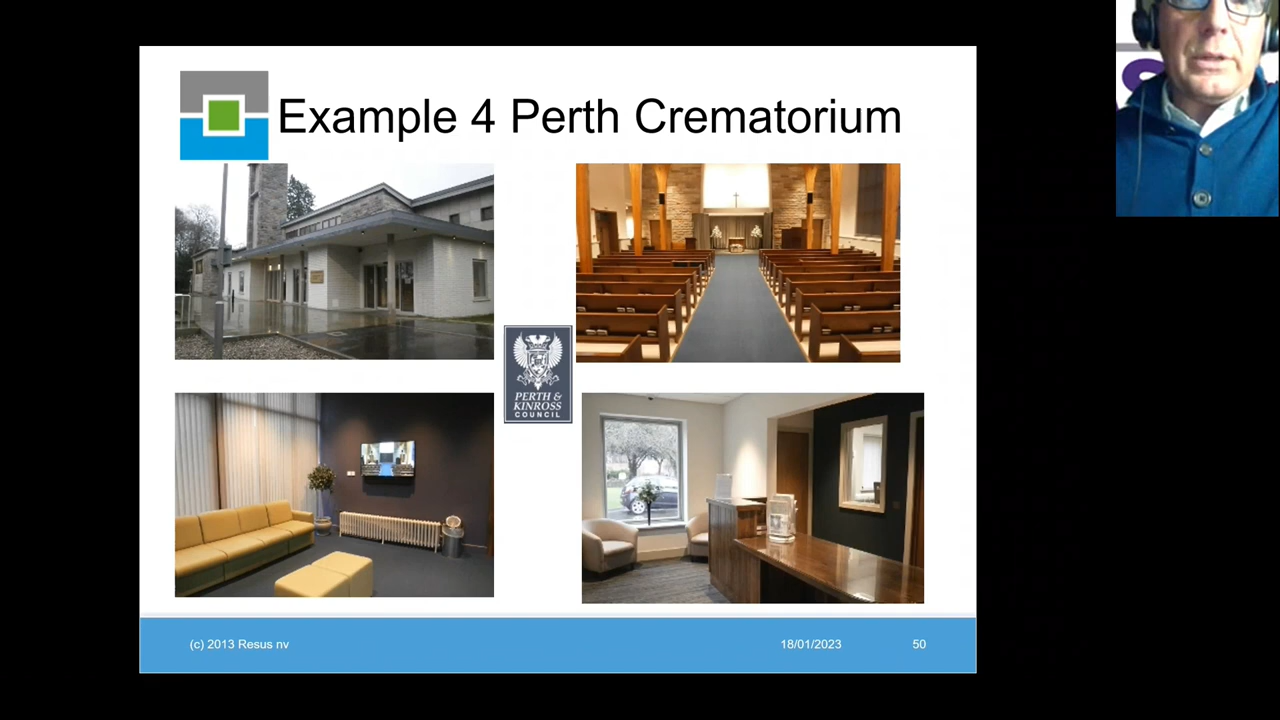 Example 4 Perth Crematorium
PERTH &
KINROSS
COUNCIL
(c) 2013 Resus nv
18/01/2023
50